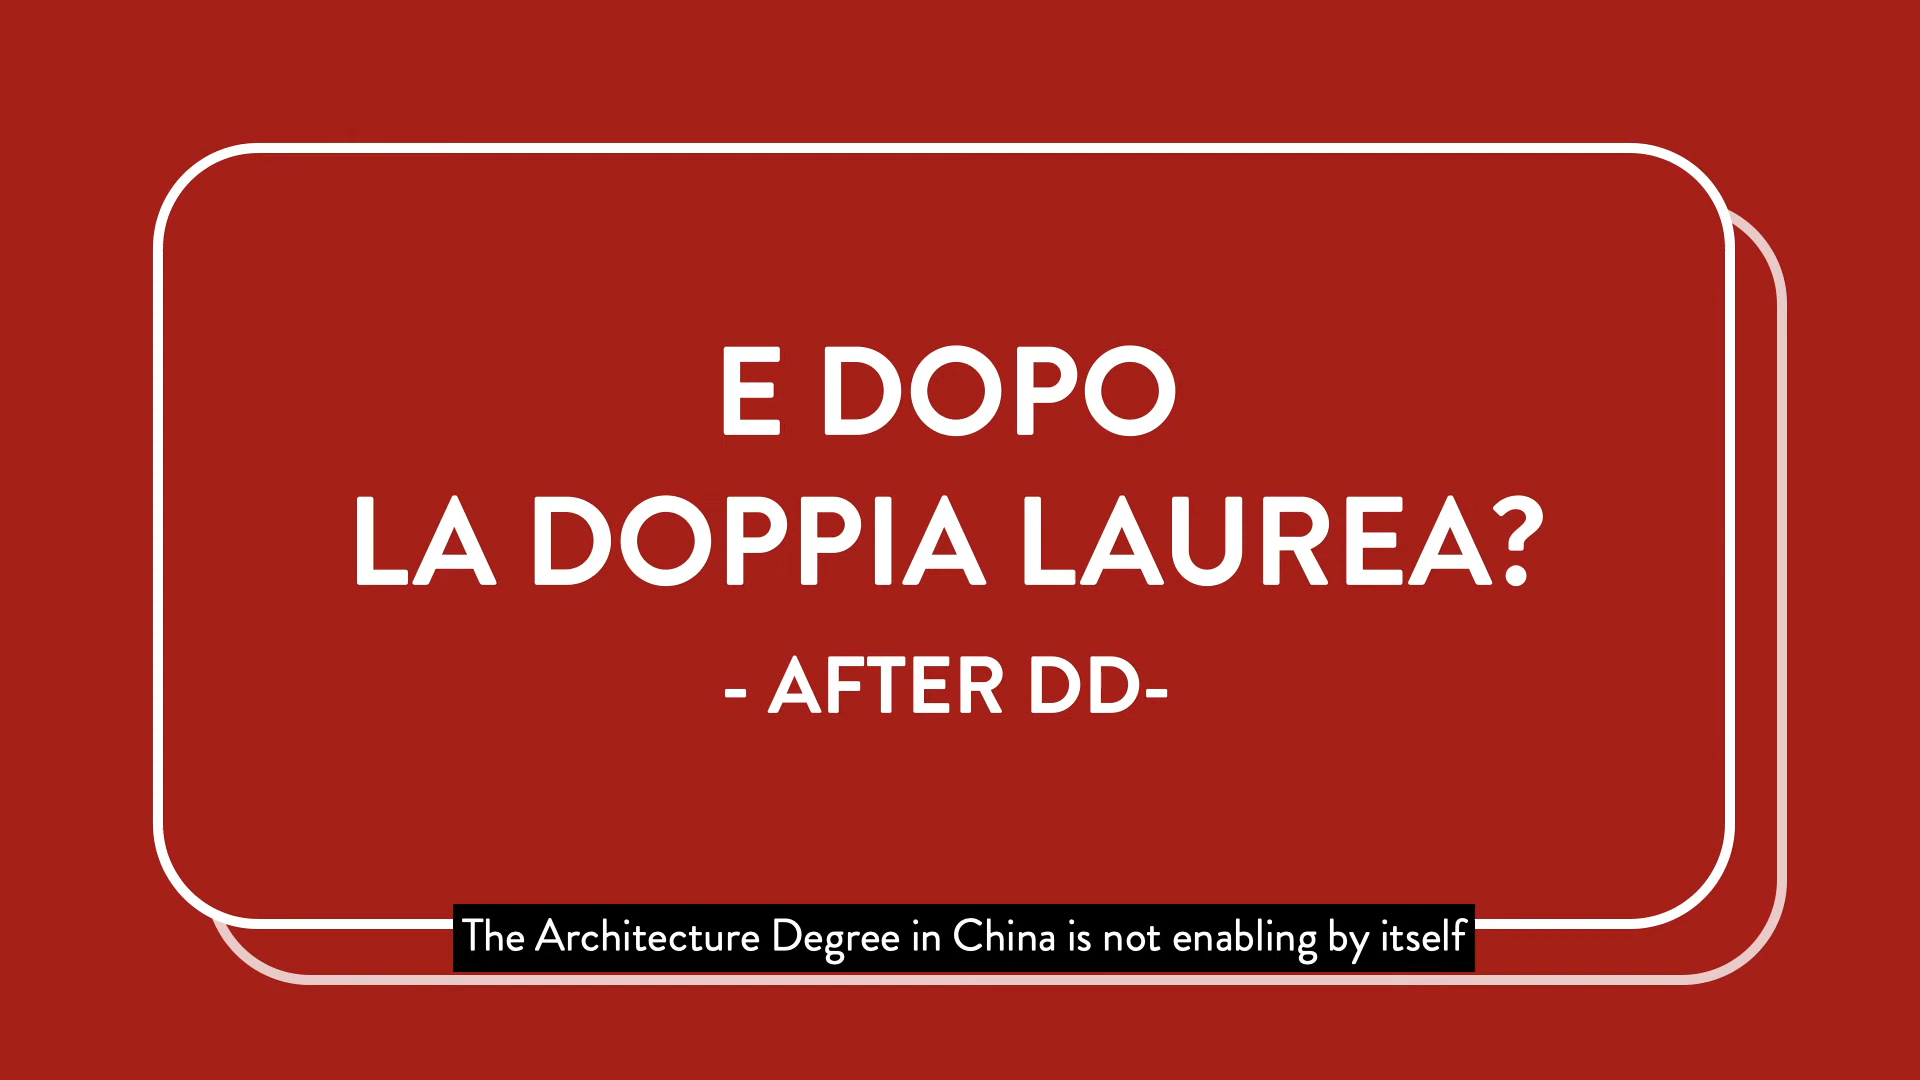 E DOPO
LA DOPPIA LAUREA?
- AFTER DD-
The Architecture Degree in China is not enabling by itself